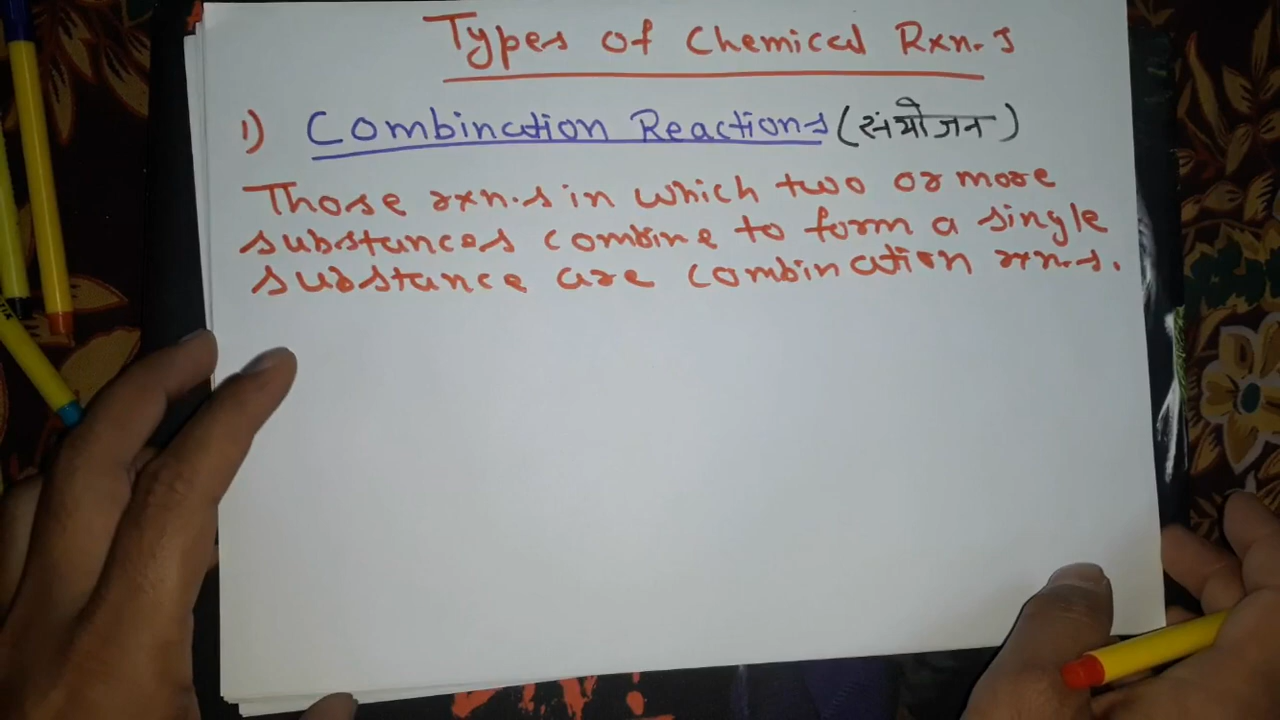 Types of Chemical Rxn.s
1) Combination Reactions (संयोजन)
Those rxn.s in which two or more
substances combine to form a single
substance are combination rxn.s.